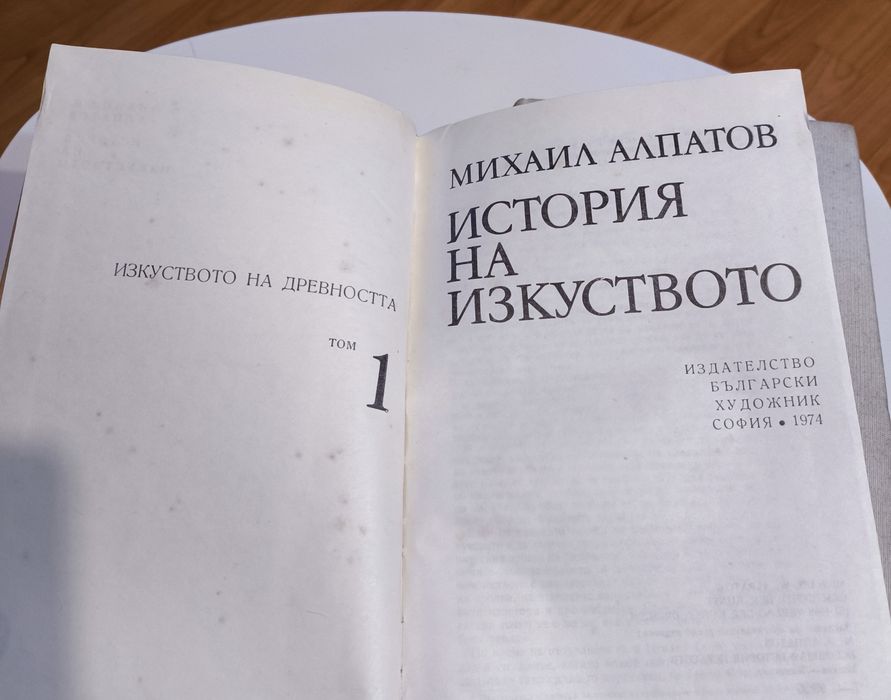 ИЗКУСТВОТО НА ДРЕВНОСТТА
ТОМ
1
МИХАИЛ АЛПАТОВ
ИСТОРИЯ
НА
ИЗКУСТВОТО
ИЗДАТЕЛСТВО
БЪЛГАРСКИ
ХУДОЖНИК
СОФИЯ • 1974